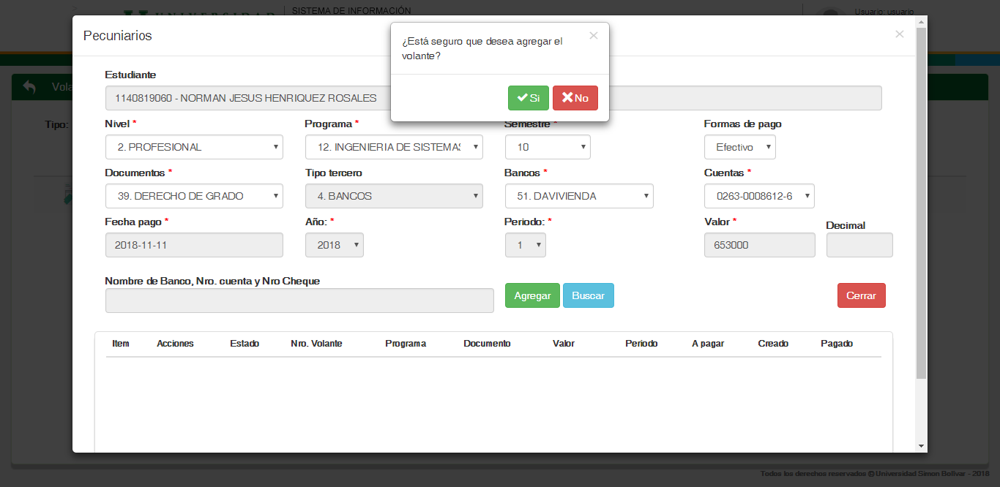 UNIVERSIDAD
SISTEMA DE INFORMACIÓN
Usuario: usuario
Pecuniarios
×
¿Está seguro que desea agregar el
volante?
×
Si
No
Vola
Tipo:
Estudiante
1140819060 - NORMAN JESUS HENRIQUEZ ROSALES
Nivel * Programa * Semestre * Formas de pago
2. PROFESIONAL 12. INGENIERIA DE SISTEMAS 10 Efectivo
Documentos * Tipo tercero Bancos * Cuentas *
39. DERECHO DE GRADO 4. BANCOS 51. DAVIVIENDA 0263-0008612-6
Fecha pago * Año: * Periodo: * Valor * Decimal
2018-11-11 2018 1 653000
Nombre de Banco, Nro. cuenta y Nro Cheque
Agregar Buscar Cerrar
Item Acciones Estado Nro. Volante Programa Documento Valor Periodo A pagar Creado Pagado
Todos los derechos reservados © Universidad Simon Bolivar - 2018